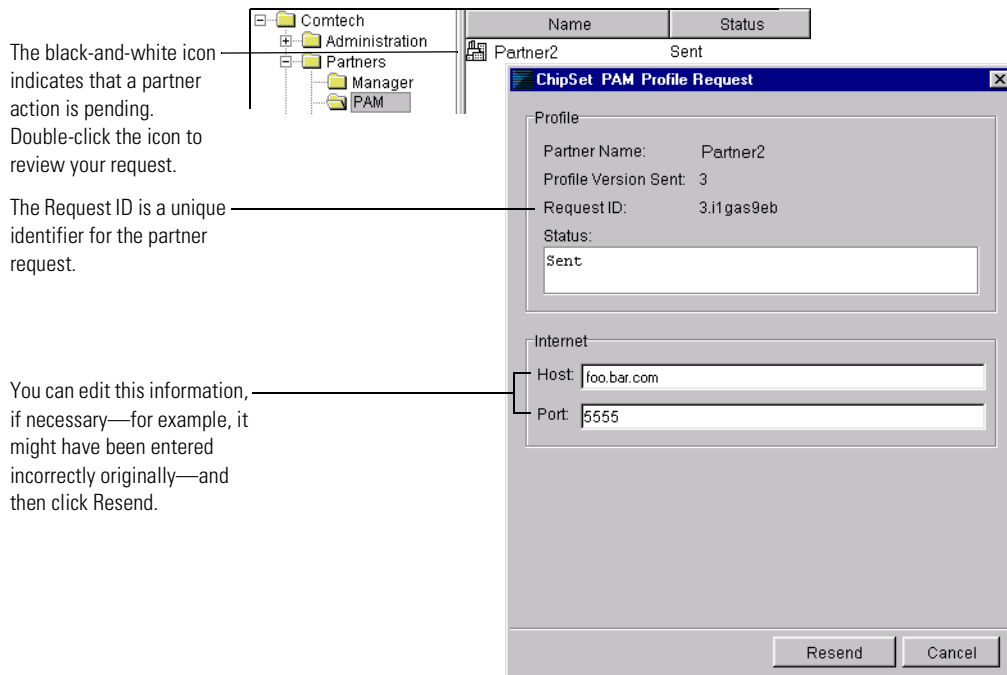 Comtech
Administration
Partners
Manager
PAM
Name Status
Partner2 Sent
The black-and-white icon
indicates that a partner
action is pending.
Double-click the icon to
review your request.
The Request ID is a unique
identifier for the partner
request.
You can edit this information,
if necessary—for example, it
might have been entered
incorrectly originally—and
then click Resend.
ChipSet PAM Profile Request
Profile
Partner Name: Partner2
Profile Version Sent: 3
Request ID: 3.i1gas9eb
Status:
Sent
Internet
Host: foo.bar.com
Port: 5555
Resend Cancel